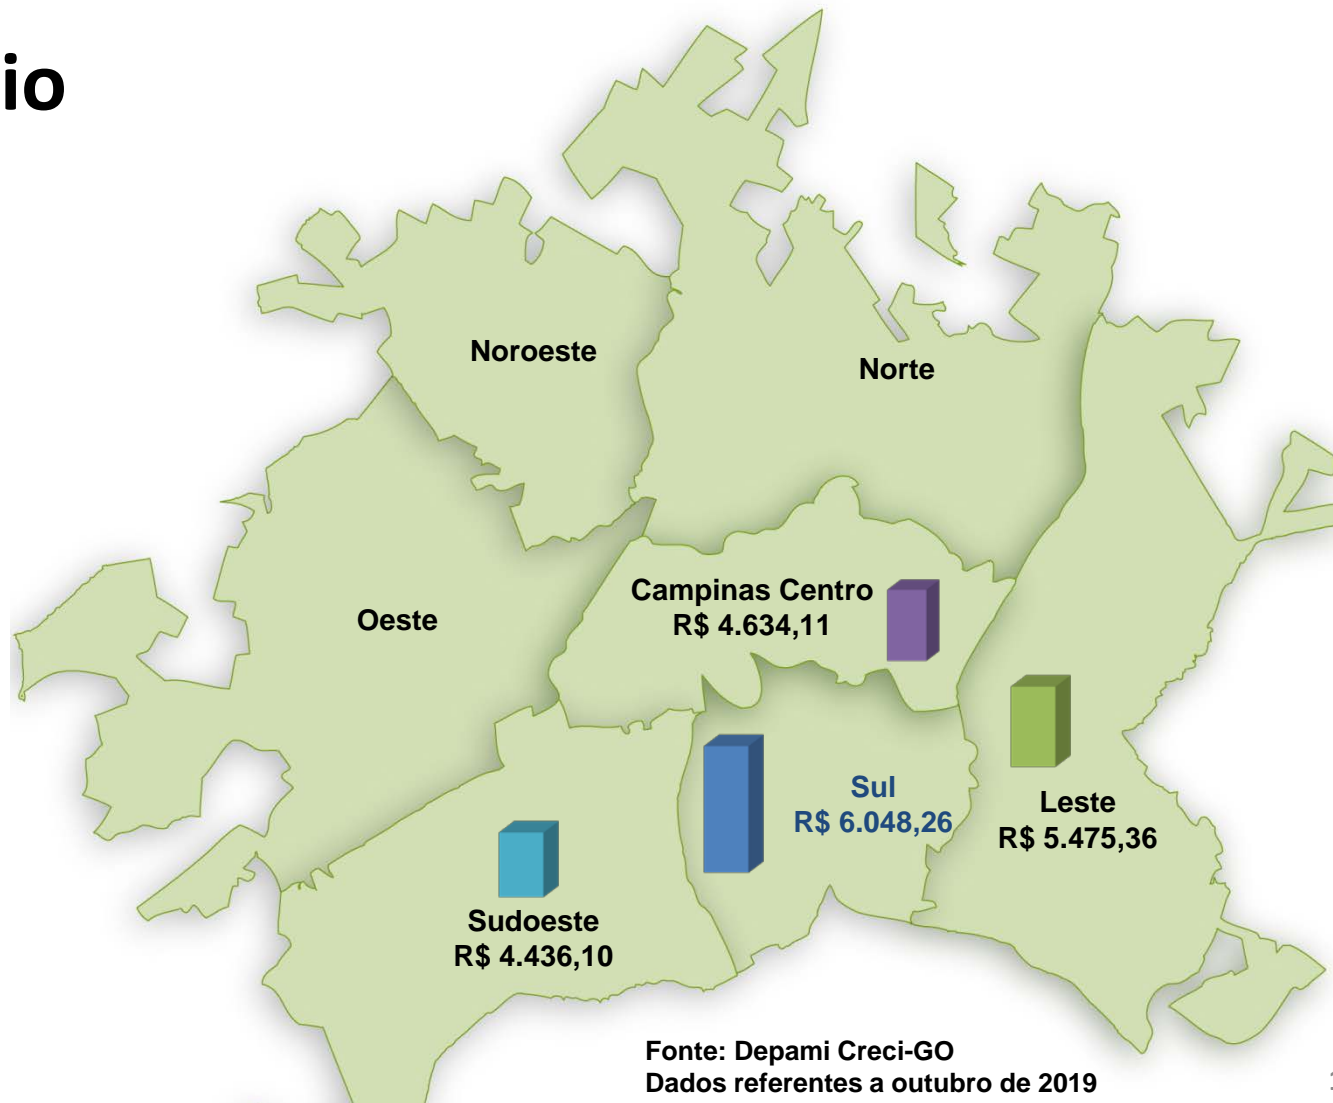 io
Noroeste
Norte
Campinas Centro
R$ 4.634,11
Oeste
Sul
R$ 6.048,26
Leste
R$ 5.475,36
Sudoeste
R$ 4.436,10
Fonte: Depami Creci-GO
Dados referentes a outubro de 2019